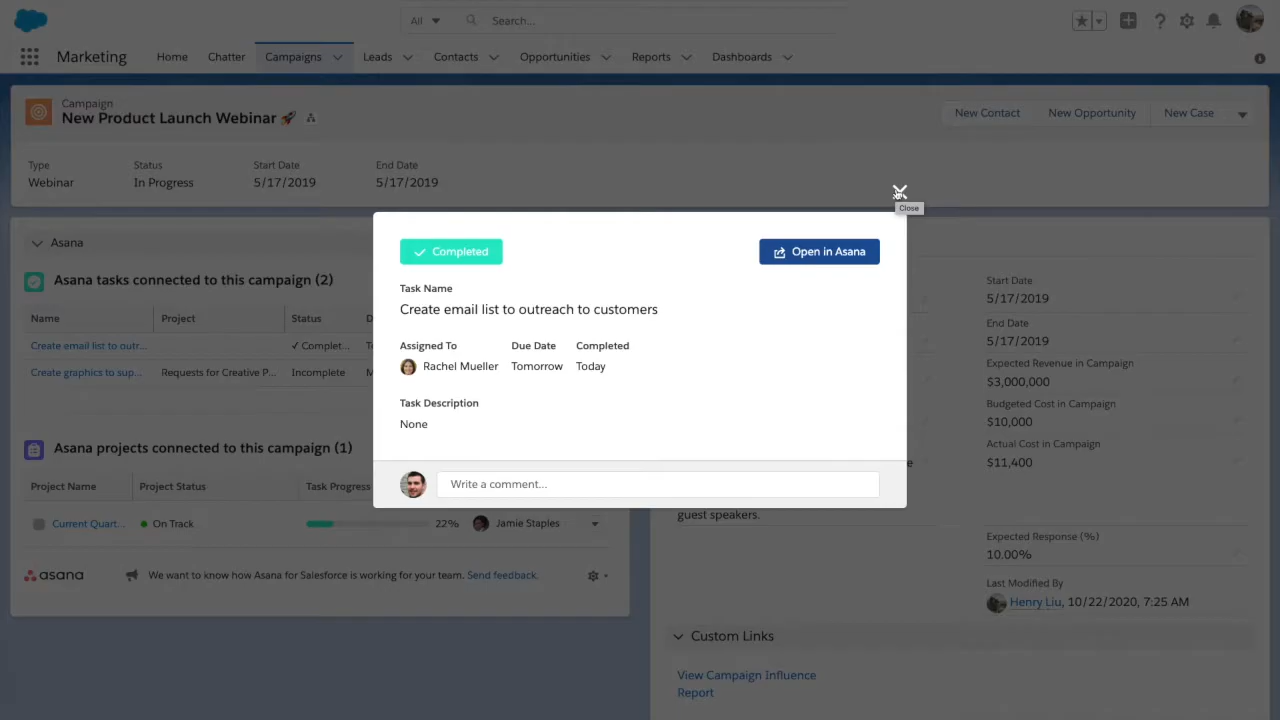 All
Search...
Marketing
Home
Chatter
Campaigns
Leads
Contacts
Opportunities
Reports
Dashboards
Campaign
New Product Launch Webinar 🚀
New Contact
New Opportunity
New Case
Type
Status
Start Date
End Date
Webinar
In Progress
5/17/2019
5/17/2019
Close
Asana
Asana tasks connected to this campaign (2)
Name
Project
Status
D
Create email list to outr...
✓ Complet...
To
Create graphics to sup...
Requests for Creative P...
Incomplete
M
Asana projects connected to this campaign (1)
Project Name
Project Status
Task Progress
Current Quart...
On Track
22%
Jamie Staples
asana
We want to know how Asana for Salesforce is working for your team. Send feedback.
Completed
Open in Asana
Task Name
Create email list to outreach to customers
Assigned To
Due Date
Completed
Rachel Mueller
Tomorrow
Today
Task Description
None
Write a comment...
Start Date
5/17/2019
End Date
5/17/2019
Expected Revenue in Campaign
$3,000,000
Budgeted Cost in Campaign
$10,000
Actual Cost in Campaign
$11,400
e
guest speakers.
Expected Response (%)
10.00%
Last Modified By
Henry Liu, 10/22/2020, 7:25 AM
Custom Links
View Campaign Influence
Report